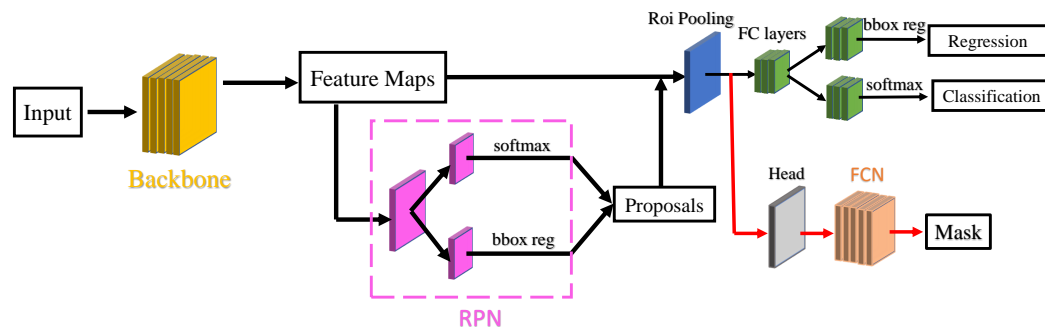 Input
Backbone
Feature Maps
softmax
bbox reg
RPN
Proposals
Roi Pooling
FC layers
bbox reg
softmax
Regression
Classification
Head
FCN
Mask